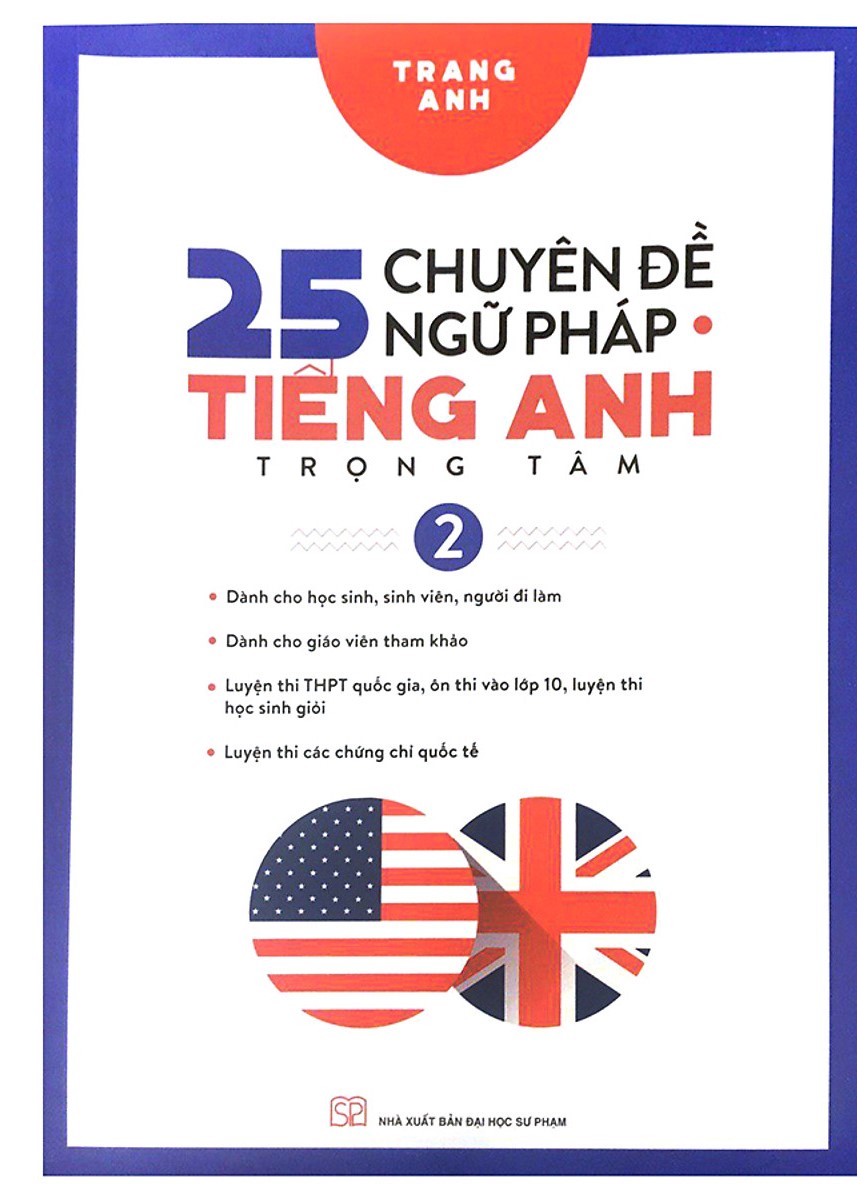 TRANG
ANH
25 CHUYÊN ĐỀ
NGỮ PHÁP
TIẾNG ANH
TRỌNG TÂM
2
Dành cho học sinh, sinh viên, người đi làm
Dành cho giáo viên tham khảo
Luyện thi THPT quốc gia, ôn thi vào lớp 10, luyện thi
học sinh giỏi
Luyện thi các chứng chỉ quốc tế
SP
NHÀ XUẤT BẢN ĐẠI HỌC SƯ PHẠM